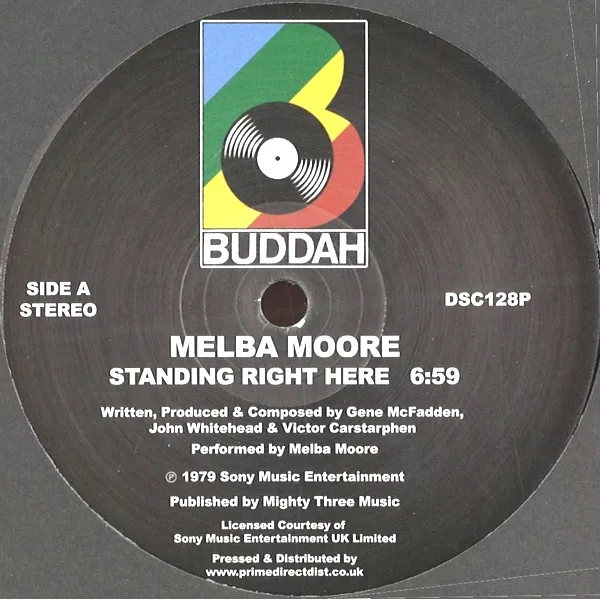 BUDDAH
SIDE A
STEREO
DSC128P
MELBA MOORE
STANDING RIGHT HERE 6:59
Written, Produced & Composed by Gene McFadden,
John Whitehead & Victor Carstarphen
Performed by Melba Moore
℗ 1979 Sony Music Entertainment
Published by Mighty Three Music
Licensed Courtesy of
Sony Music Entertainment UK Limited
Pressed & Distributed by
www.primedirectdist.co.uk